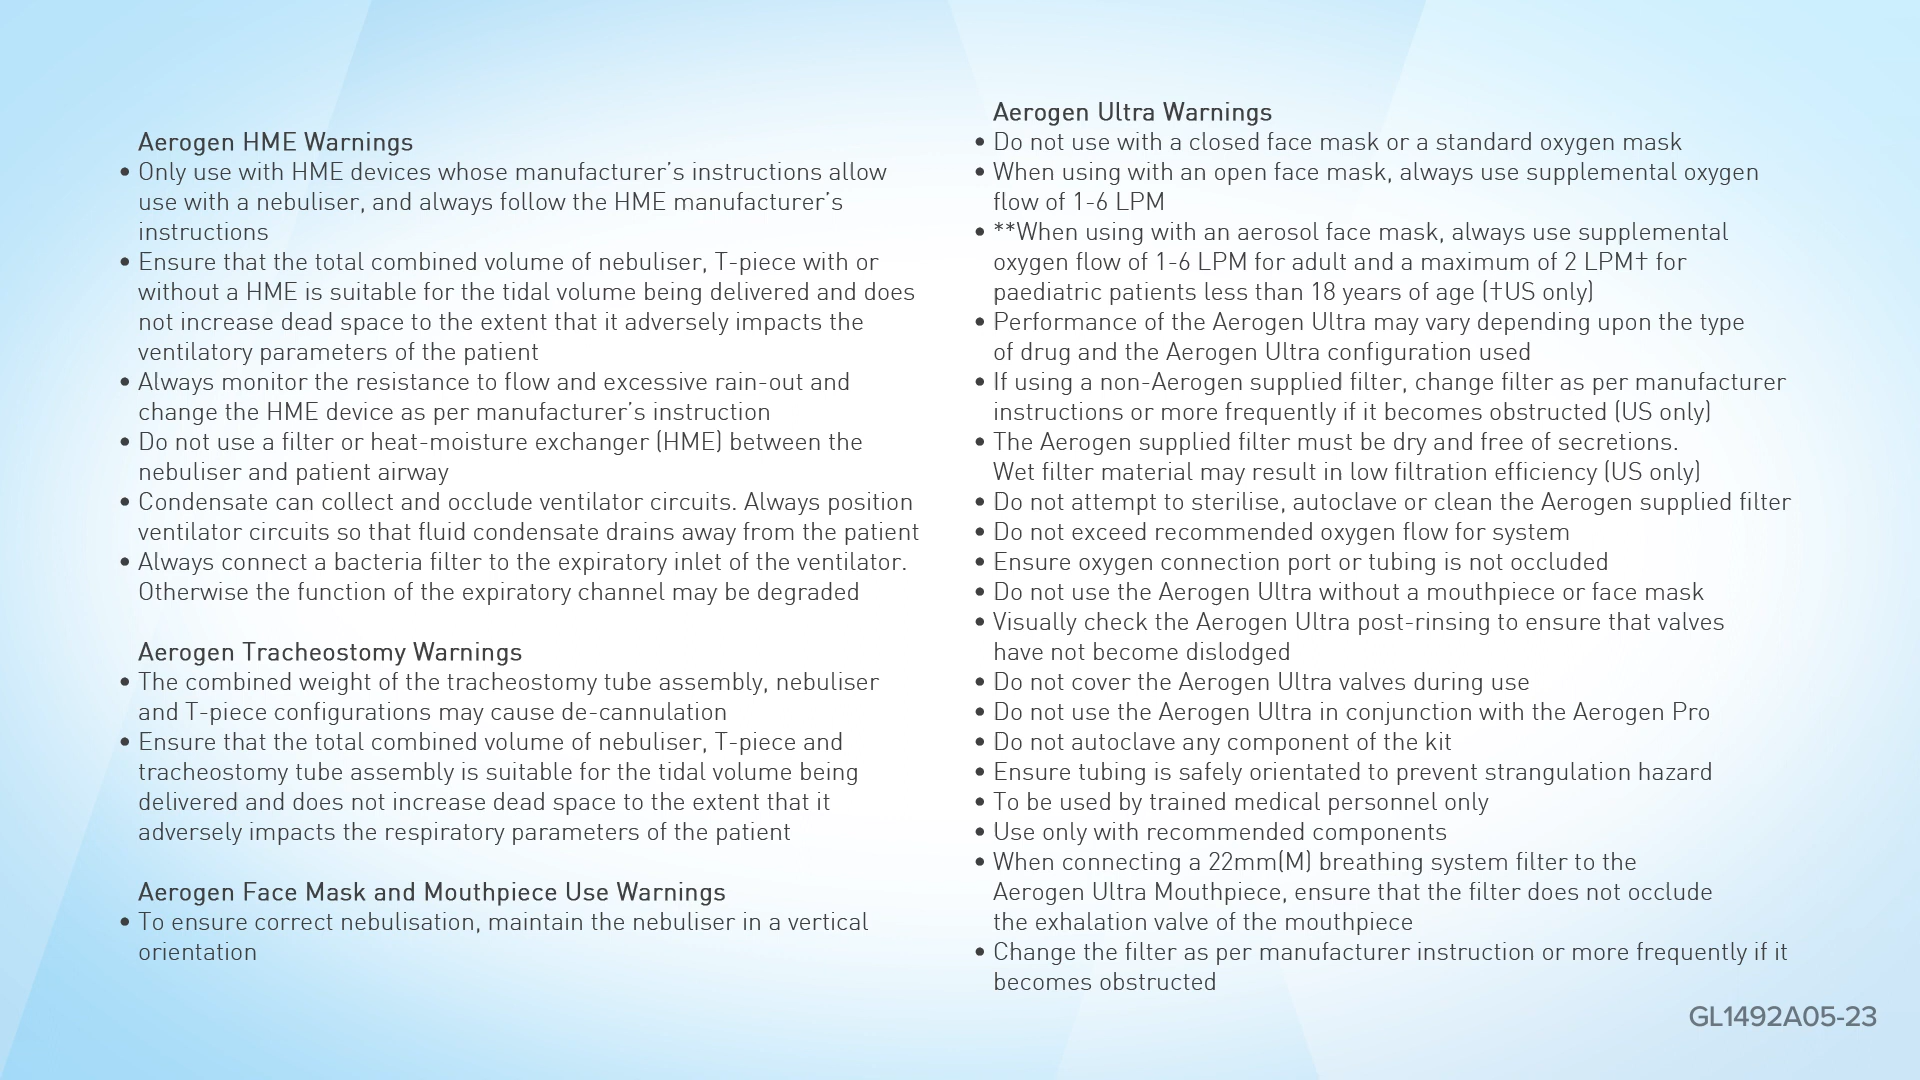 Aerogen HME Warnings
• Only use with HME devices whose manufacturer's instructions allow
use with a nebuliser, and always follow the HME manufacturer's
instructions
• Ensure that the total combined volume of nebuliser, T-piece with or
without a HME is suitable for the tidal volume being delivered and does
not increase dead space to the extent that it adversely impacts the
ventilatory parameters of the patient
• Always monitor the resistance to flow and excessive rain-out and
change the HME device as per manufacturer's instruction
• Do not use a filter or heat-moisture exchanger (HME) between the
nebuliser and patient airway
• Condensate can collect and occlude ventilator circuits. Always position
ventilator circuits so that fluid condensate drains away from the patient
• Always connect a bacteria filter to the expiratory inlet of the ventilator.
Otherwise the function of the expiratory channel may be degraded
Aerogen Tracheostomy Warnings
• The combined weight of the tracheostomy tube assembly, nebuliser
and T-piece configurations may cause de-cannulation
• Ensure that the total combined volume of nebuliser, T-piece and
tracheostomy tube assembly is suitable for the tidal volume being
delivered and does not increase dead space to the extent that it
adversely impacts the respiratory parameters of the patient
Aerogen Face Mask and Mouthpiece Use Warnings
• To ensure correct nebulisation, maintain the nebuliser in a vertical
orientation
Aerogen Ultra Warnings
• Do not use with a closed face mask or a standard oxygen mask
• When using with an open face mask, always use supplemental oxygen
flow of 1-6 LPM
• **When using with an aerosol face mask, always use supplemental
oxygen flow of 1-6 LPM for adult and a maximum of 2 LPM† for
paediatric patients less than 18 years of age (†US only)
• Performance of the Aerogen Ultra may vary depending upon the type
of drug and the Aerogen Ultra configuration used
• If using a non-Aerogen supplied filter, change filter as per manufacturer
instructions or more frequently if it becomes obstructed (US only)
• The Aerogen supplied filter must be dry and free of secretions.
Wet filter material may result in low filtration efficiency (US only)
• Do not attempt to sterilise, autoclave or clean the Aerogen supplied filter
• Do not exceed recommended oxygen flow for system
• Ensure oxygen connection port or tubing is not occluded
• Do not use the Aerogen Ultra without a mouthpiece or face mask
• Visually check the Aerogen Ultra post-rinsing to ensure that valves
have not become dislodged
• Do not cover the Aerogen Ultra valves during use
• Do not use the Aerogen Ultra in conjunction with the Aerogen Pro
• Do not autoclave any component of the kit
• Ensure tubing is safely orientated to prevent strangulation hazard
• To be used by trained medical personnel only
• Use only with recommended components
• When connecting a 22mm(M) breathing system filter to the
Aerogen Ultra Mouthpiece, ensure that the filter does not occlude
the exhalation valve of the mouthpiece
• Change the filter as per manufacturer instruction or more frequently if it
becomes obstructed
GL1492A05-23